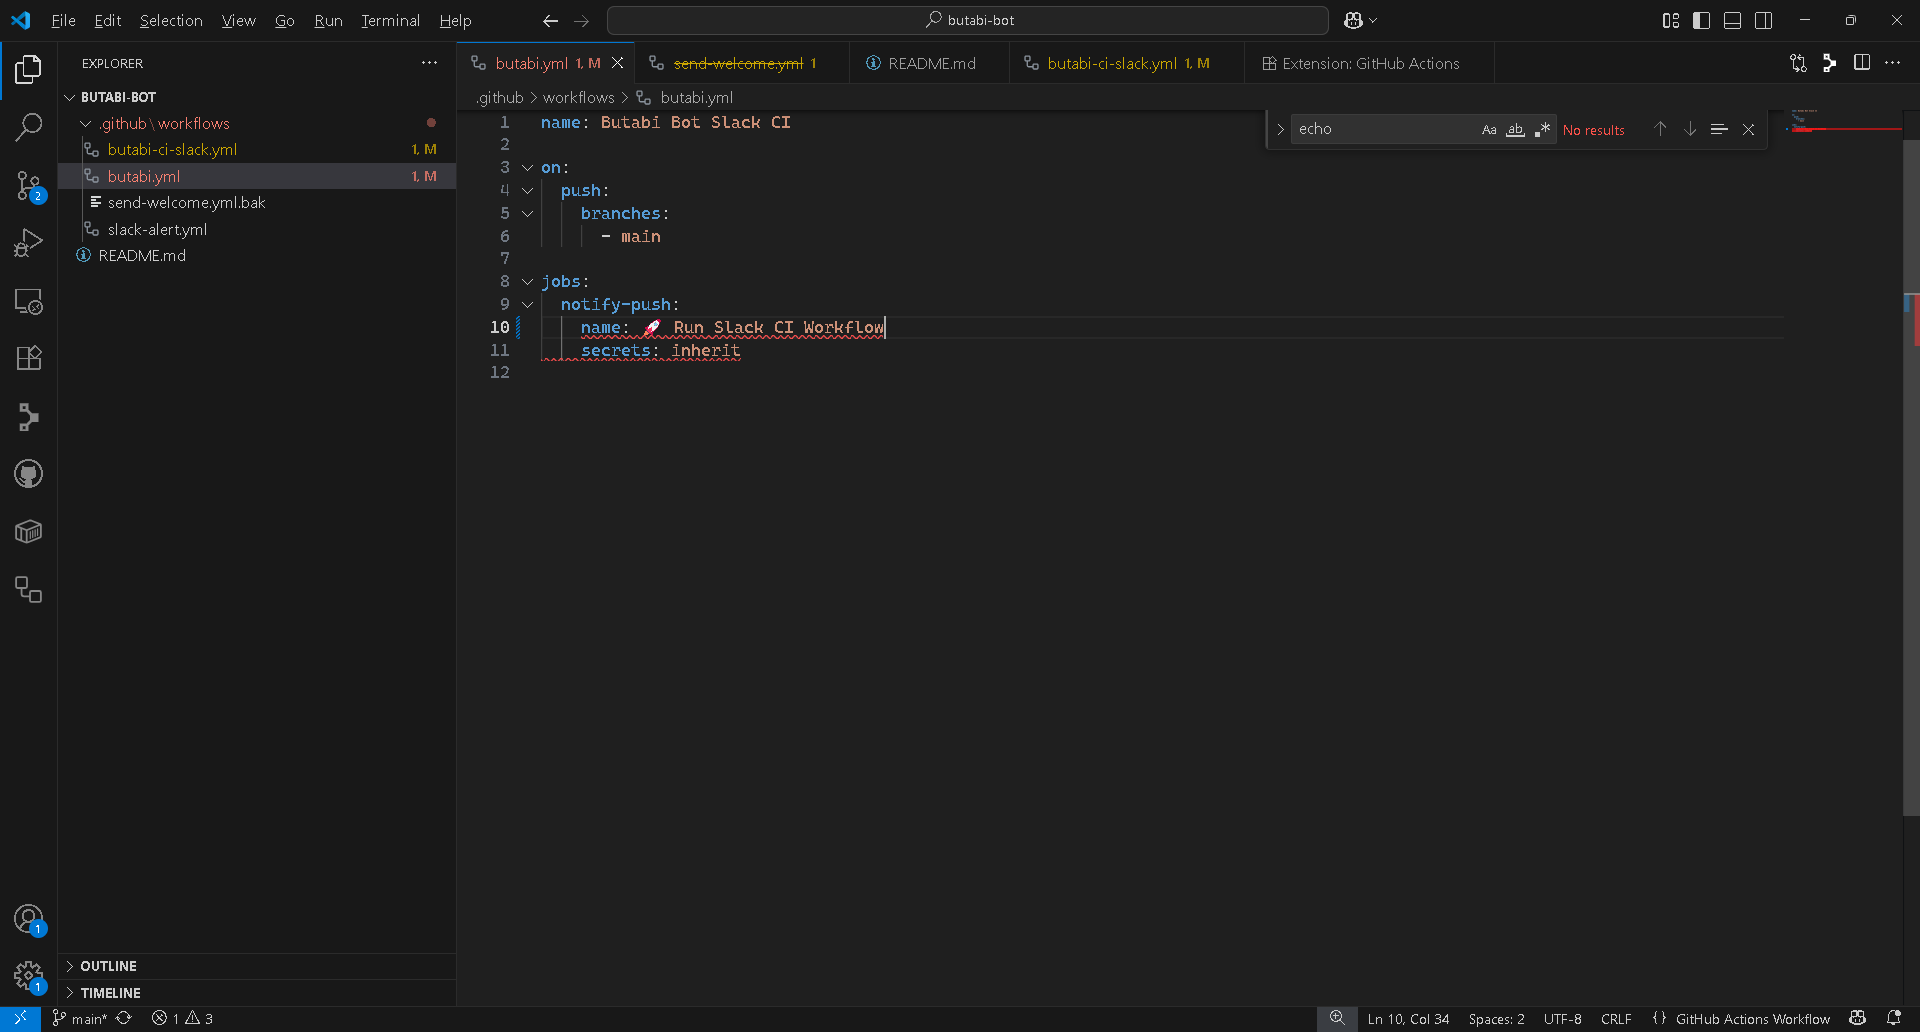 File Edit Selection View Go Run Terminal Help
butabi-bot
EXPLORER
BUTABI-BOT
.github\workflows
butabi-ci-slack.yml 1, M
butabi.yml 1, M
send-welcome.yml.bak
slack-alert.yml
README.md
OUTLINE
TIMELINE
butabi.yml 1, M
send-welcome.yml 1
README.md
butabi-ci-slack.yml 1, M
Extension: GitHub Actions
.github > workflows > butabi.yml
echo
Aa ab .* No results
1 name: Butabi Bot Slack CI
2
3 on:
4 push:
5 branches:
6 - main
7
8 jobs:
9 notify-push:
10 name: 🚀 Run Slack CI Workflow
11 secrets: inherit
12
2
1
1
main* 1 3
Ln 10, Col 34 Spaces: 2 UTF-8 CRLF {} GitHub Actions Workflow